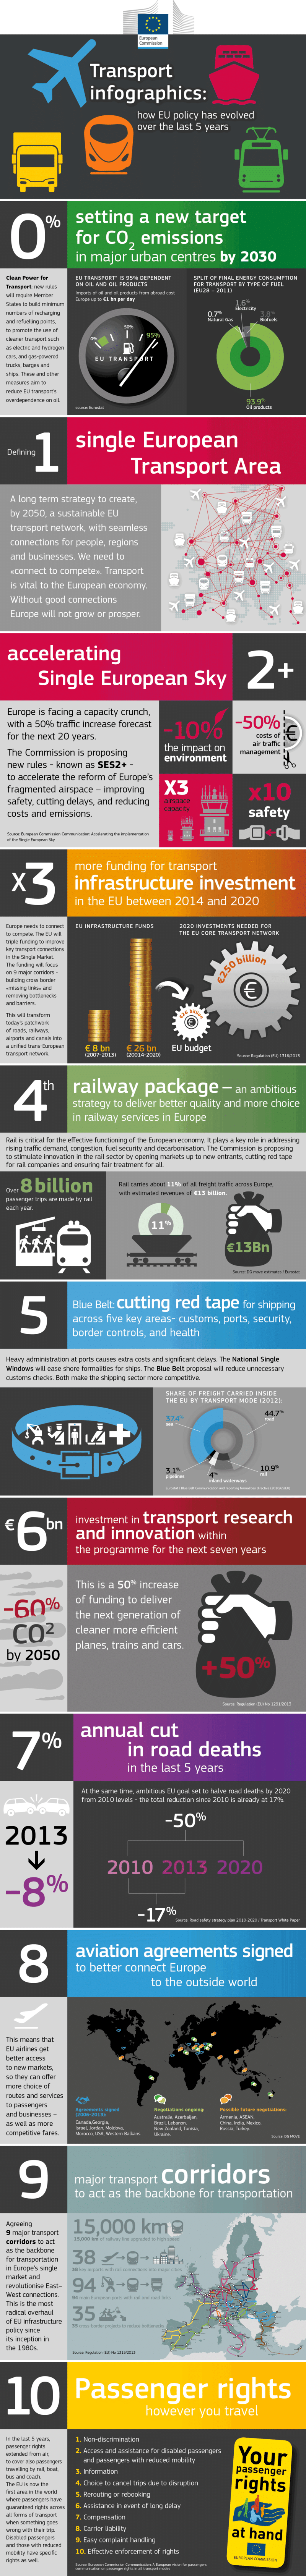 European
Commission
Transport
infographics:
how EU policy has evolved
over the last 5 years
0%
setting a new target
for CO2 emissions
in major urban centres by 2030
Clean Power for
Transport: new rules
will require Member
States to build minimum
numbers of recharging
and refuelling points,
to promote the use of
cleaner transport such
as electric and hydrogen
cars, and gas-powered
trucks, barges and
ships. These and other
measures aim to
reduce EU transport's
overdependence on oil.
EU TRANSPORT* IS 95% DEPENDENT
ON OIL AND OIL PRODUCTS
Imports of oil and oil products from abroad cost
Europe up to €1 bn per day
0%
50%
95%
EU TRANSPORT
source: Eurostat
SPLIT OF FINAL ENERGY CONSUMPTION
FOR TRANSPORT BY TYPE OF FUEL
(EU28 – 2011)
1.6%
Electricity
0.7%
Natural Gas
3.8%
Biofuels
93.9%
Oil products
Defining 1
single European
Transport Area
A long term strategy to create,
by 2050, a sustainable EU
transport network, with seamless
connections for people, regions
and businesses. We need to
«connect to compete». Transport
is vital to the European economy.
Without good connections
Europe will not grow or prosper.
accelerating
Single European Sky
2+
Europe is facing a capacity crunch,
with a 50% traffic increase forecast
for the next 20 years.
The Commission is proposing
new rules - known as SES2+ -
to accelerate the reform of Europe's
fragmented airspace – improving
safety, cutting delays, and reducing
costs and emissions.
Source: European Commission Communication: Accelerating the implementation
of the Single European Sky
-10%
the impact on
environment
-50%
costs of
air traffic
management
X3
airspace
capacity
x10
safety
x3
more funding for transport
infrastructure investment
in the EU between 2014 and 2020
Europe needs to connect
to compete. The EU will
triple funding to improve
key transport connections
in the Single Market.
The funding will focus
on 9 major corridors -
building cross border
«missing links» and
removing bottlenecks
and barriers.
This will transform
today's patchwork
of roads, railways,
airports and canals into
a unified trans-European
transport network.
EU INFRASTRUCTURE FUNDS
€ 8 bn
(2007-2013)
€ 26 bn
(20014-2020)
2020 INVESTMENTS NEEDED FOR
THE EU CORE TRANSPORT NETWORK
€250 billion
€26 billion
EU budget
Source: Regulation (EU) 1316/2013
4th
railway package – an ambitious
strategy to deliver better quality and more choice
in railway services in Europe
Rail is critical for the effective functioning of the European economy. It plays a key role in addressing
rising traffic demand, congestion, fuel security and decarbonisation. The Commission is proposing
to stimulate innovation in the rail sector by opening markets up to new entrants, cutting red tape
for rail companies and ensuring fair treatment for all.
Over 8 billion
passenger trips are made by rail
each year.
Rail carries about 11% of all freight traffic across Europe,
with estimated revenues of €13 billion.
11%
€13Bn
Source: DG move estimates / Eurostat
5
Blue Belt: cutting red tape for shipping
across five key areas- customs, ports, security,
border controls, and health
Heavy administration at ports causes extra costs and significant delays. The National Single
Windows will ease shore formalities for ships. The Blue Belt proposal will reduce unnecessary
customs checks. Both make the shipping sector more competitive.
SHARE OF FREIGHT CARRIED INSIDE
THE EU BY TRANSPORT MODE (2012):
37.4%
sea
44.7%
road
3.1%
pipelines
4%
inland waterways
10.9%
rail
€6bn
investment in transport research
and innovation within
the programme for the next seven years
-60%
CO2
by 2050
This is a 50% increase
of funding to deliver
the next generation of
cleaner more efficient
planes, trains and cars.
+50%
Source: Regulation (EU) No 1291/2013
7%
annual cut
in road deaths
in the last 5 years
2013
-8%
At the same time, ambitious EU goal set to halve road deaths by 2020
from 2010 levels - the total reduction since 2010 is already at 17%.
-50%
2010 2013 2020
-17%
Source: Road safety strategy plan 2010-2020 / Transport White Paper
8
aviation agreements signed
to better connect Europe
to the outside world
This means that
EU airlines get
better access
to new markets,
so they can offer
more choice of
routes and services
to passengers
and businesses –
as well as more
competitive fares.
Agreements signed
(2006-2013):
Canada, Georgia,
Israel, Jordan, Moldova,
Morocco, USA, Western Balkans.
Negotiations ongoing:
Australia, Azerbaijan,
Brazil, Lebanon,
New Zealand, Tunisia,
Ukraine.
Possible future negotiations:
Armenia, ASEAN,
China, India, Mexico,
Russia, Turkey.
Source: DG MOVE
9
major transport corridors
to act as the backbone for transportation
Agreeing
9 major transport
corridors to act
as the backbone
for transportation
in Europe's single
market and
revolutionise East–
West connections.
This is the most
radical overhaul
of EU infrastructure
policy since
its inception in
the 1980s.
15,000 km
38
94
35
Source: Regulation (EU) No 1315/2013
10
Passenger rights
however you travel
In the last 5 years,
passenger rights
extended from air,
to cover also passengers
travelling by rail, boat,
bus and coach.
The EU is now the
first area in the world
where passengers have
guaranteed rights across
all forms of transport
when something goes
wrong with their trip.
Disabled passengers
and those with reduced
mobility have specific
rights as well.
1. Non-discrimination
2. Access and assistance for disabled passengers
and passengers with reduced mobility
3. Information
4. Choice to cancel trips due to disruption
5. Rerouting or rebooking
6. Assistance in event of long delay
7. Compensation
8. Carrier liability
9. Easy complaint handling
10. Effective enforcement of rights
Source: European Commission Communication: A European vision for passengers:
communication on passenger rights in all transport modes
Your
passenger
rights
at hand
EUROPEAN COMMISSION